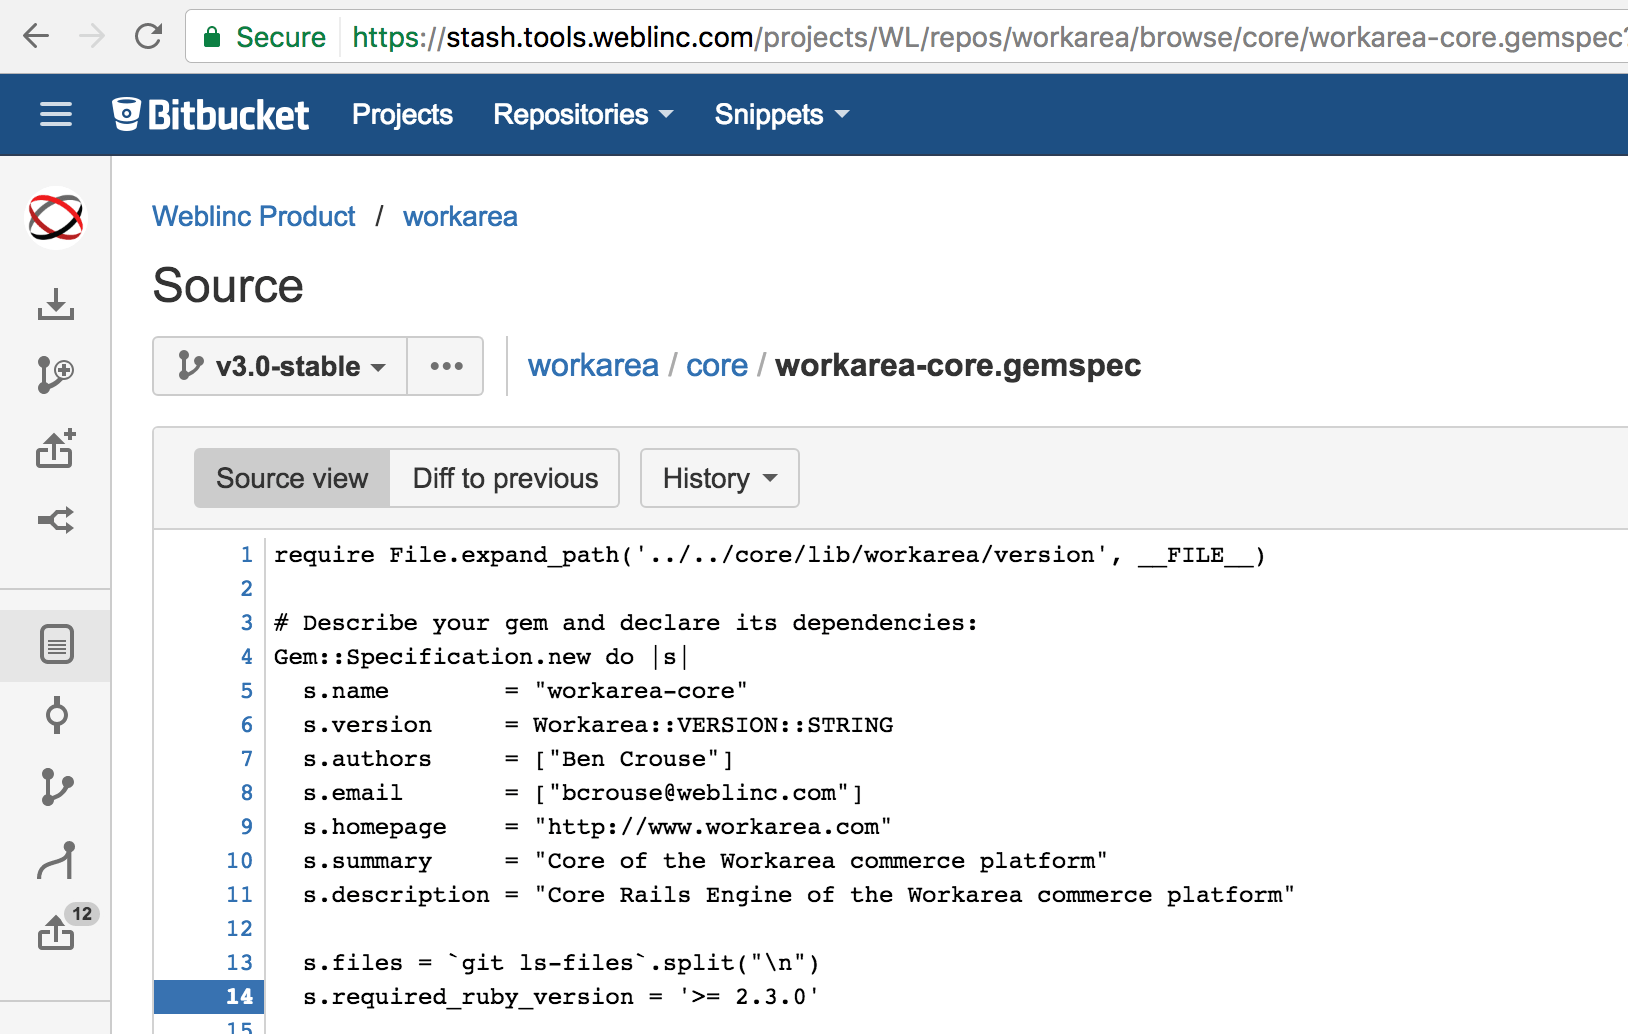 Secure https://stash.tools.weblinc.com/projects/WL/repos/workarea/browse/core/workarea-core.gemspec?
Bitbucket Projects Repositories Snippets
Weblinc Product / workarea
Source
v3.0-stable ••• workarea / core / workarea-core.gemspec
Source view Diff to previous History
1 require File.expand_path('../../core/lib/workarea/version', __FILE__)
2
3 # Describe your gem and declare its dependencies:
4 Gem::Specification.new do |s|
5   s.name        = "workarea-core"
6   s.version     = Workarea::VERSION::STRING
7   s.authors     = ["Ben Crouse"]
8   s.email       = ["bcrouse@weblinc.com"]
9   s.homepage    = "http://www.workarea.com"
10   s.summary     = "Core of the Workarea commerce platform"
11   s.description = "Core Rails Engine of the Workarea commerce platform"
12
12
13   s.files = `git ls-files`.split("\n")
14   s.required_ruby_version = '>= 2.3.0'
15